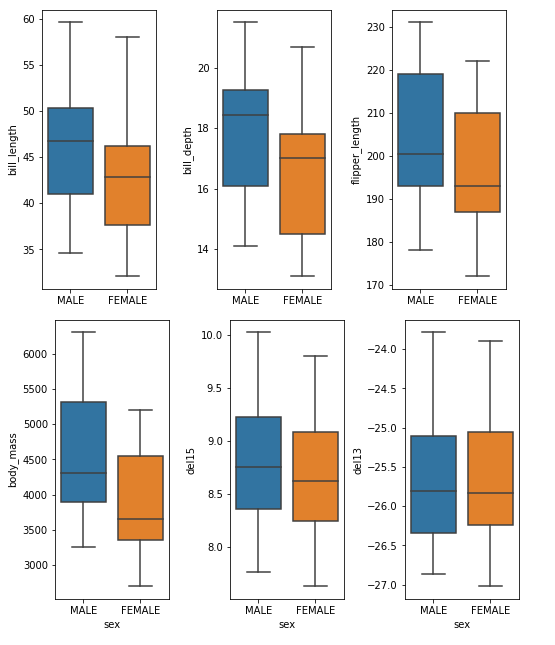 bill_length
60
55
50
45
40
35
MALE FEMALE
bill_depth
20
18
16
14
MALE FEMALE
flipper_length
230
220
210
200
190
180
170
MALE FEMALE
body_mass
6000
5500
5000
4500
4000
3500
3000
MALE FEMALE
sex
del15
10.0
9.5
9.0
8.5
8.0
MALE FEMALE
sex
del13
−24.0
−24.5
−25.0
−25.5
−26.0
−26.5
−27.0
MALE FEMALE
sex